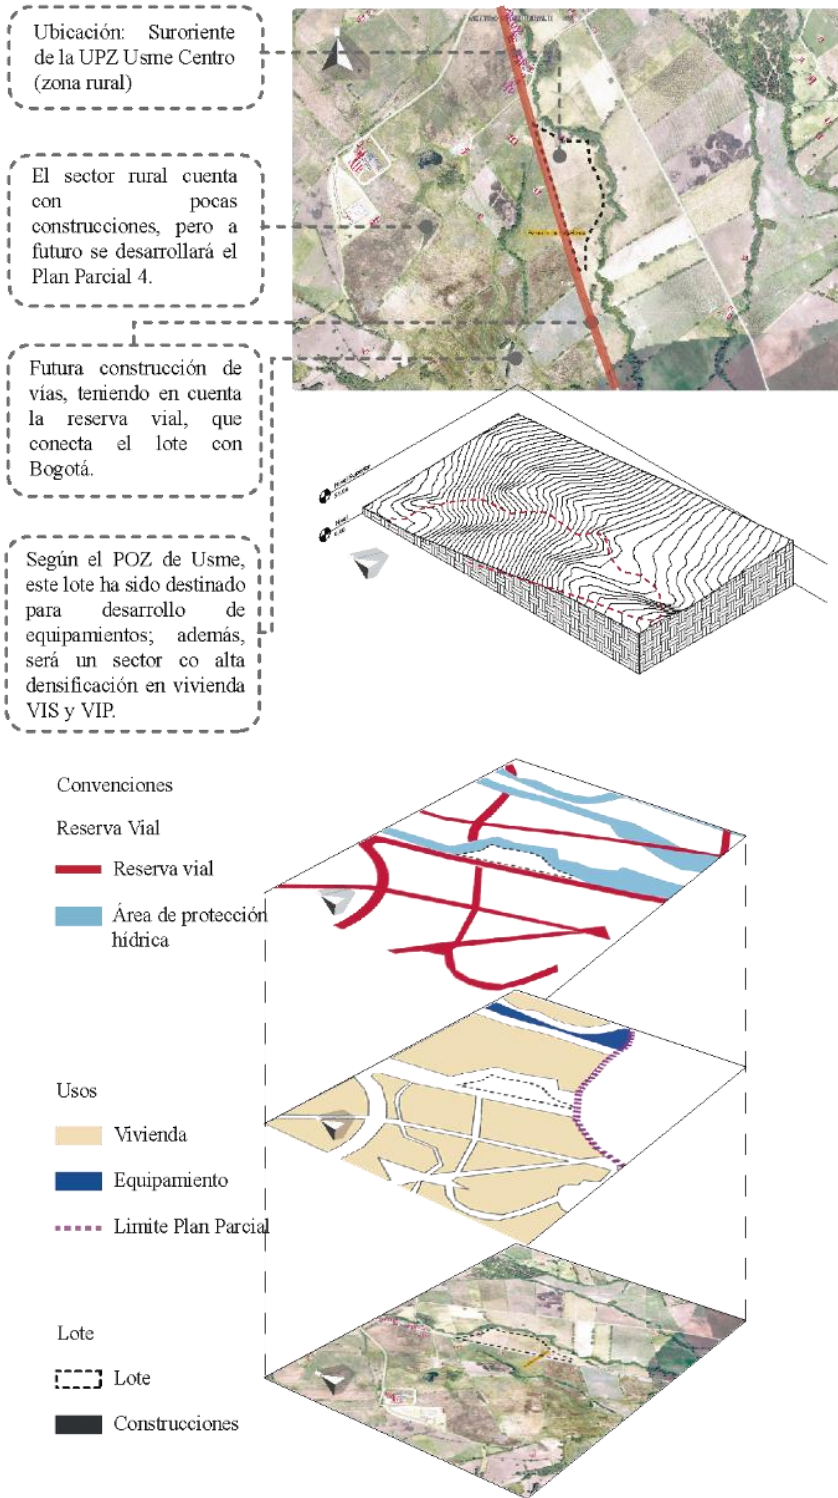 Ubicación: Suroriente
de la UPZ Usme Centro
(zona rural)
El sector rural cuenta
con pocas
construcciones, pero a
futuro se desarrollará el
Plan Parcial 4.
Futura construcción de
vías, teniendo en cuenta
la reserva vial, que
conecta el lote con
Bogotá.
Según el POZ de Usme,
este lote ha sido destinado
para desarrollo de
equipamientos; además,
será un sector co alta
densificación en vivienda
VIS y VIP.
Nivel Superior
Nivel
Convenciones
Reserva Vial
Reserva vial
Área de protección
hídrica
Usos
Vivienda
Equipamiento
Limite Plan Parcial
Lote
Lote
Construcciones